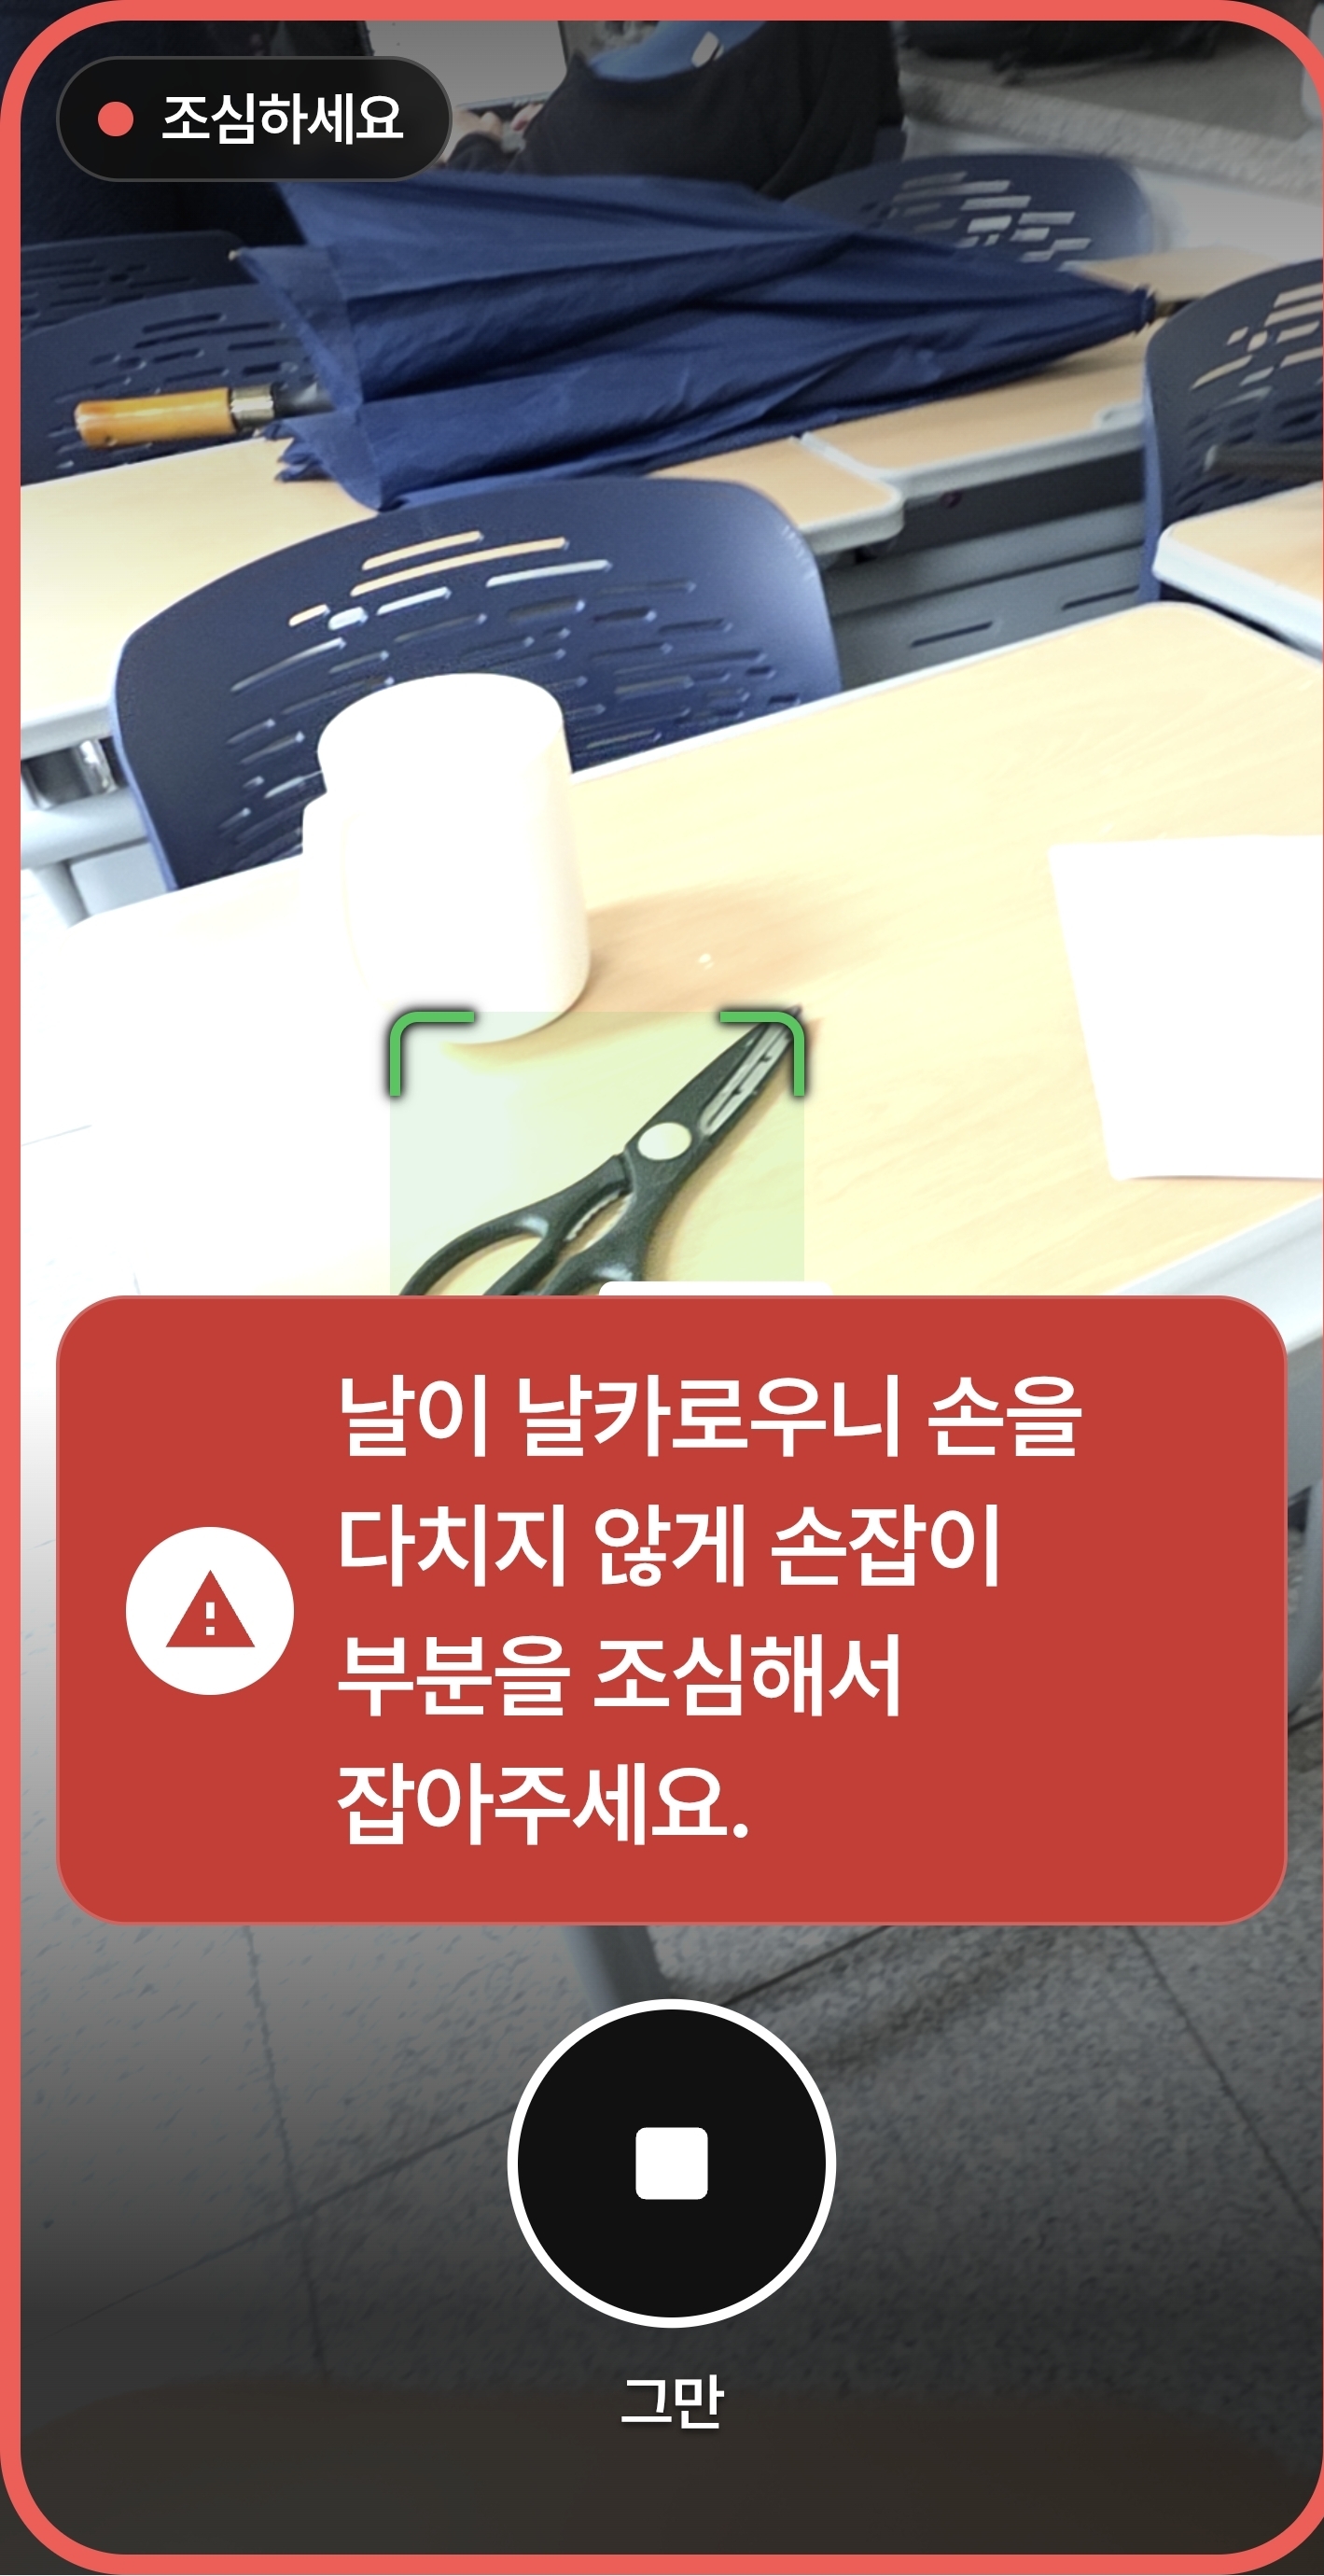 조심하세요
날이 날카로우니 손을
다치지 않게 손잡이
부분을 조심해서
잡아주세요.
그만